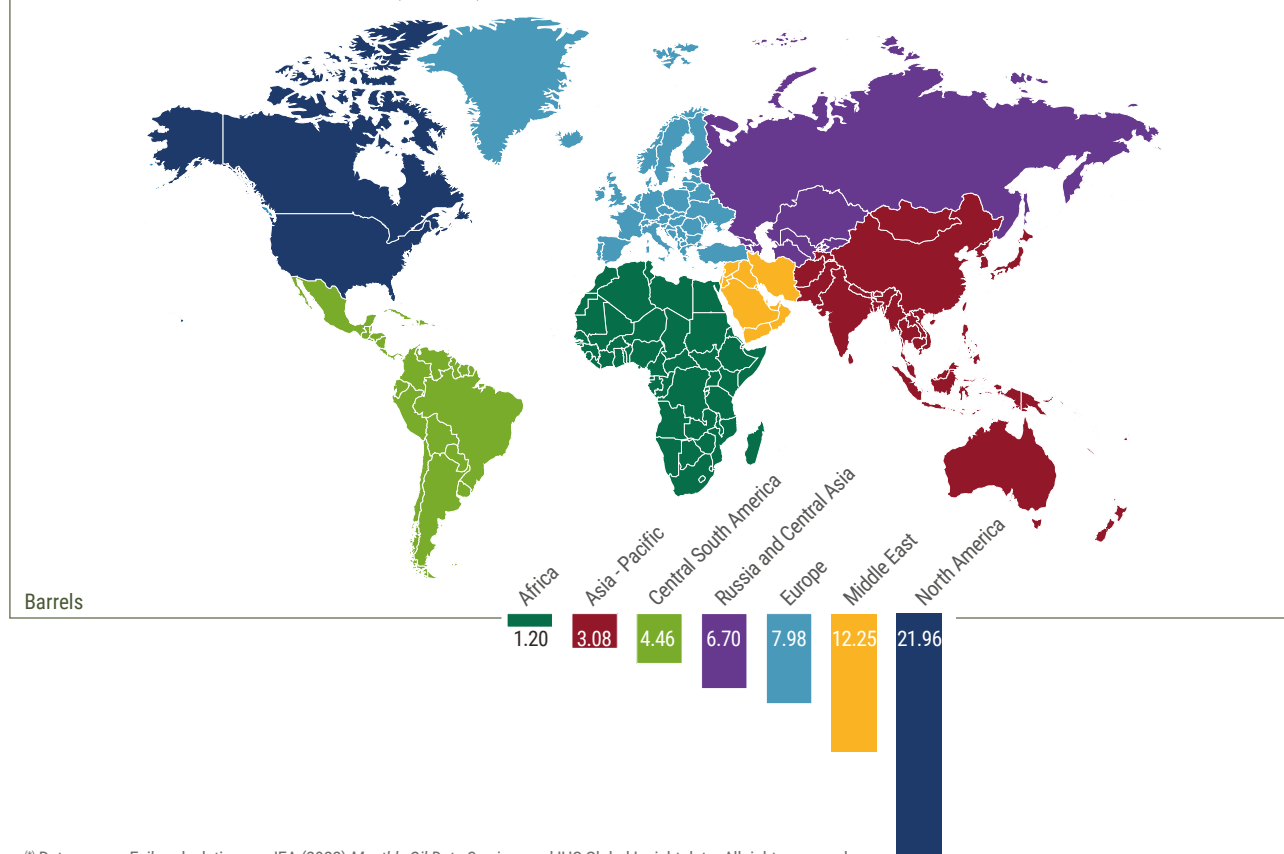 Barrels
Africa
Asia - Pacific
Central South America
Russia and Central Asia
Europe
Middle East
North America
1.20
3.08
4.46
6.70
7.98
12.25
21.96